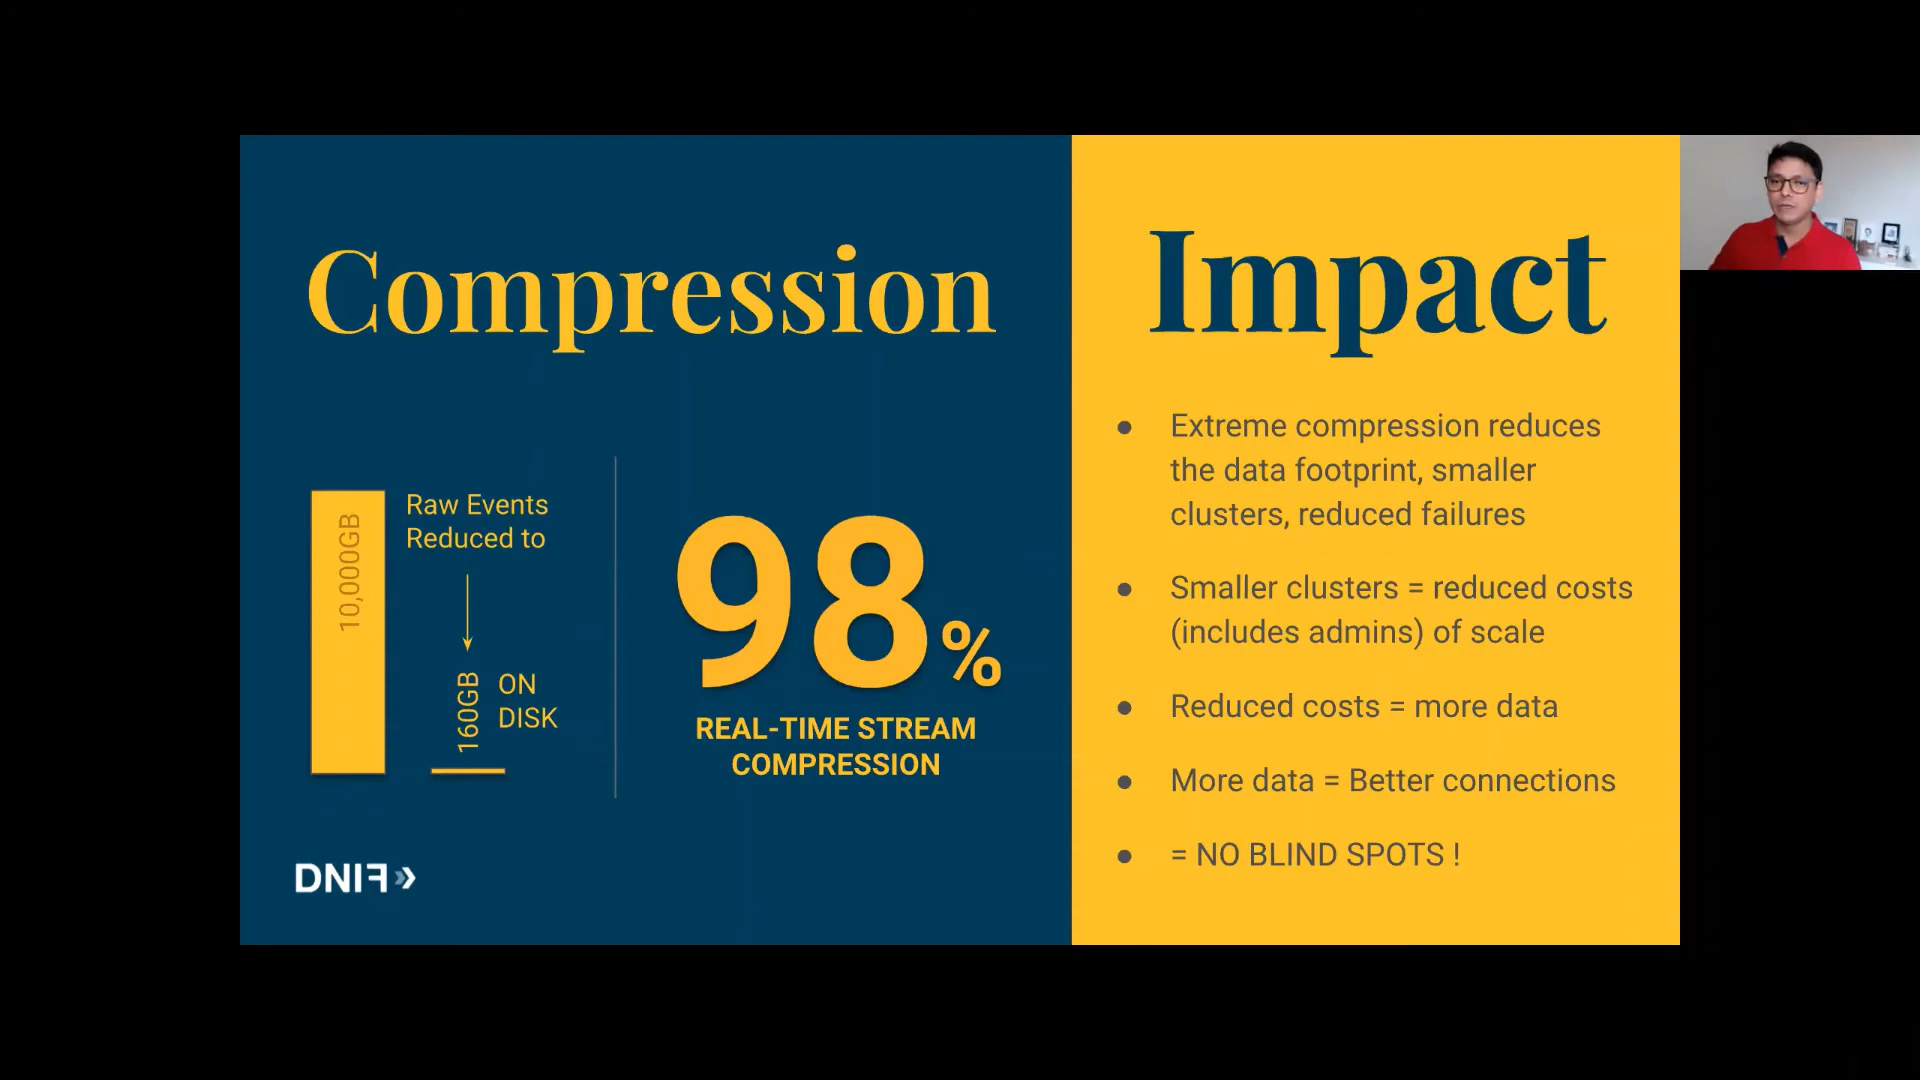 Compression
10,000GB
Raw Events
Reduced to
160GB
ON
DISK
98%
REAL-TIME STREAM
COMPRESSION
DNIF
Impact
● Extreme compression reduces
the data footprint, smaller
clusters, reduced failures
● Smaller clusters = reduced costs
(includes admins) of scale
● Reduced costs = more data
● More data = Better connections
● = NO BLIND SPOTS !